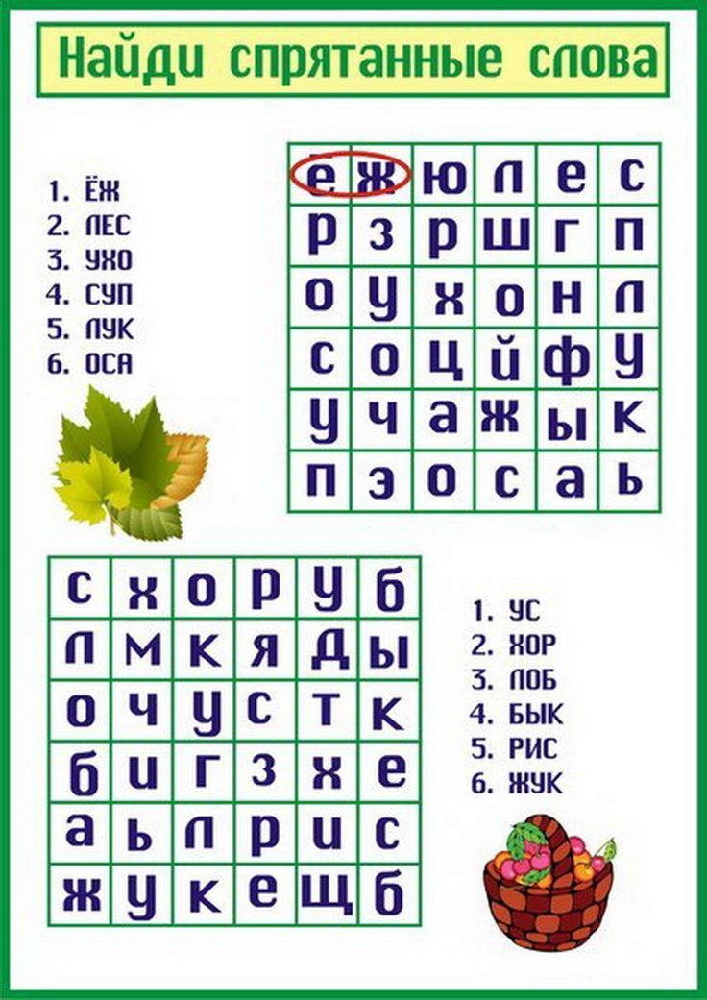 Найди спрятанные слова
1. ЁЖ
2. ЛЕС
3. УХО
4. СУП
5. ЛУК
6. ОСА
ё ж ю л е с
р з р ш г п
о у х о н л
с о ц й ф у
у ч а ж ы к
п э о с а ь
с х о р у б
л м к я д ы
о ч у с т к
б и г з х е
а ь л р и с
ж у к е щ б
1. УС
2. ХОР
3. ЛОБ
4. БЫК
5. РИС
6. ЖУК